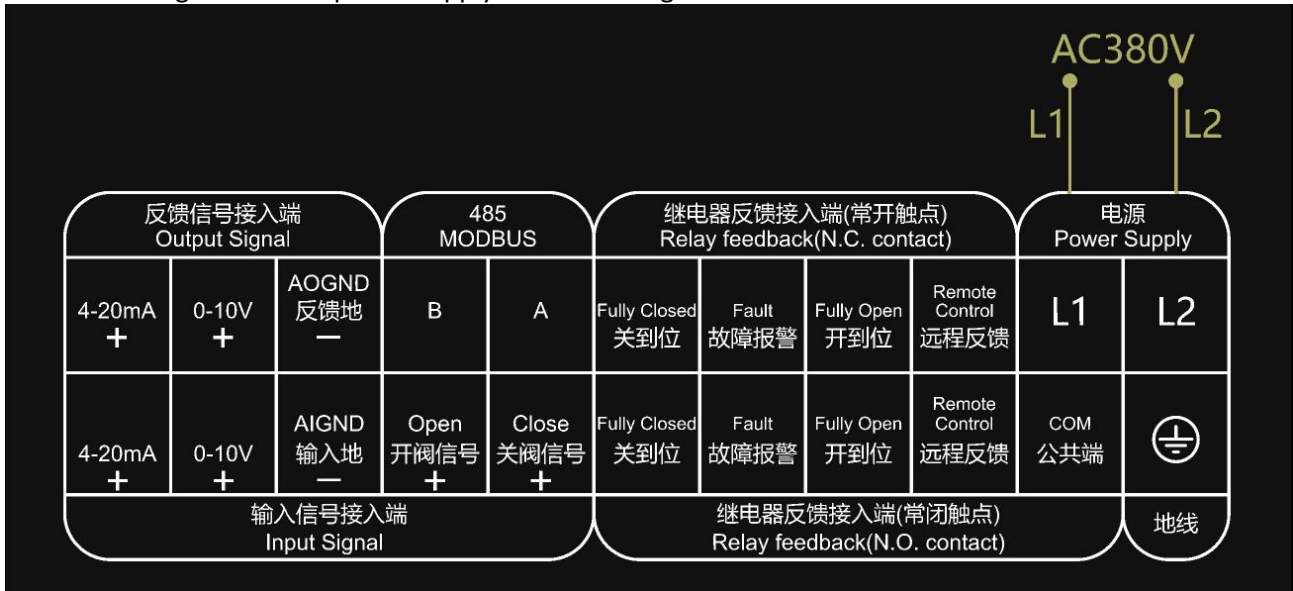 AC380V
L1 L2
反馈信号接入端
Output Signal
485
MODBUS
继电器反馈接入端(常开触点)
Relay feedback(N.C. contact)
电源
Power Supply
4-20mA
+
0-10V
+
AOGND
反馈地
—
B
A
Fully Closed
关到位
Fault
故障报警
Fully Open
开到位
Remote
Control
远程反馈
L1
L2
4-20mA
+
0-10V
+
AIGND
输入地
—
Open
开阀信号
+
Close
关阀信号
+
Fully Closed
关到位
Fault
故障报警
Fully Open
开到位
Remote
Control
远程反馈
COM
公共端
输入信号接入端
Input Signal
继电器反馈接入端(常闭触点)
Relay feedback(N.O. contact)
地线